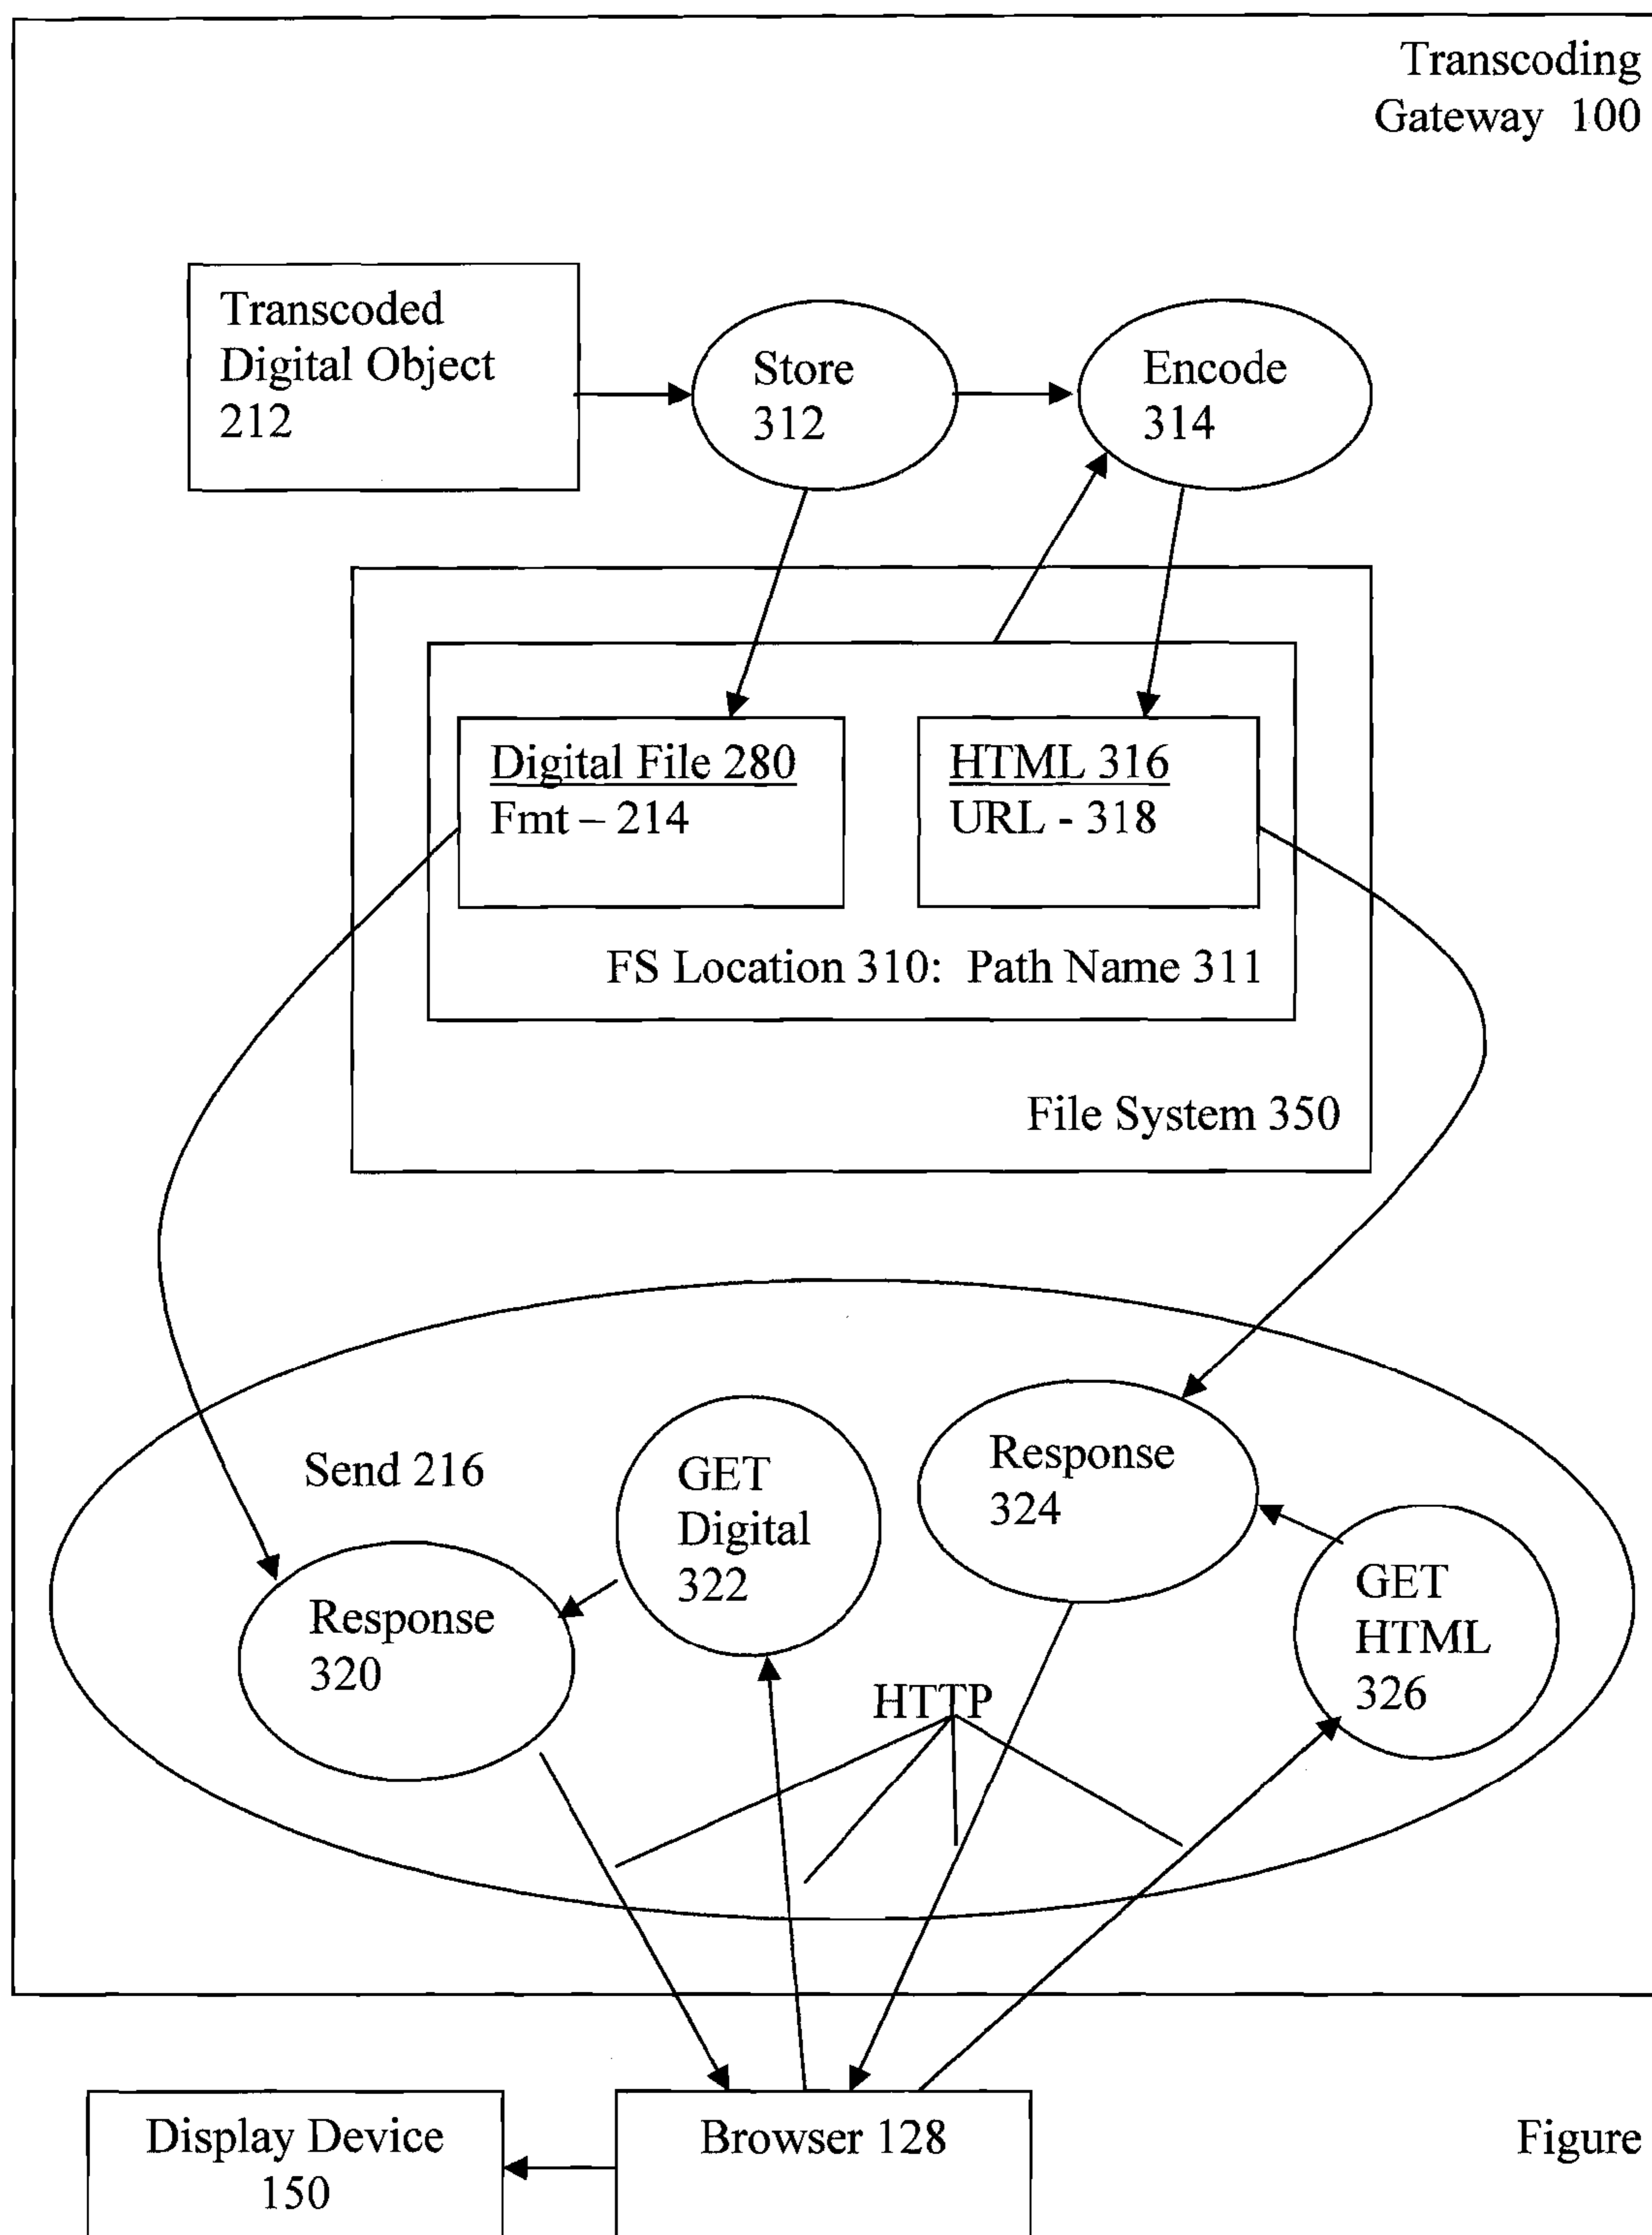 Transcoding
Gateway 100
Transcoded
Digital Object
212
Store
312
Encode
314
Digital File 280
Fmt – 214
HTML 316
URL - 318
FS Location 310: Path Name 311
File System 350
Send 216
GET
Digital
322
Response
324
Response
320
GET
HTML
326
HTTP
Display Device
150
Browser 128
Figure